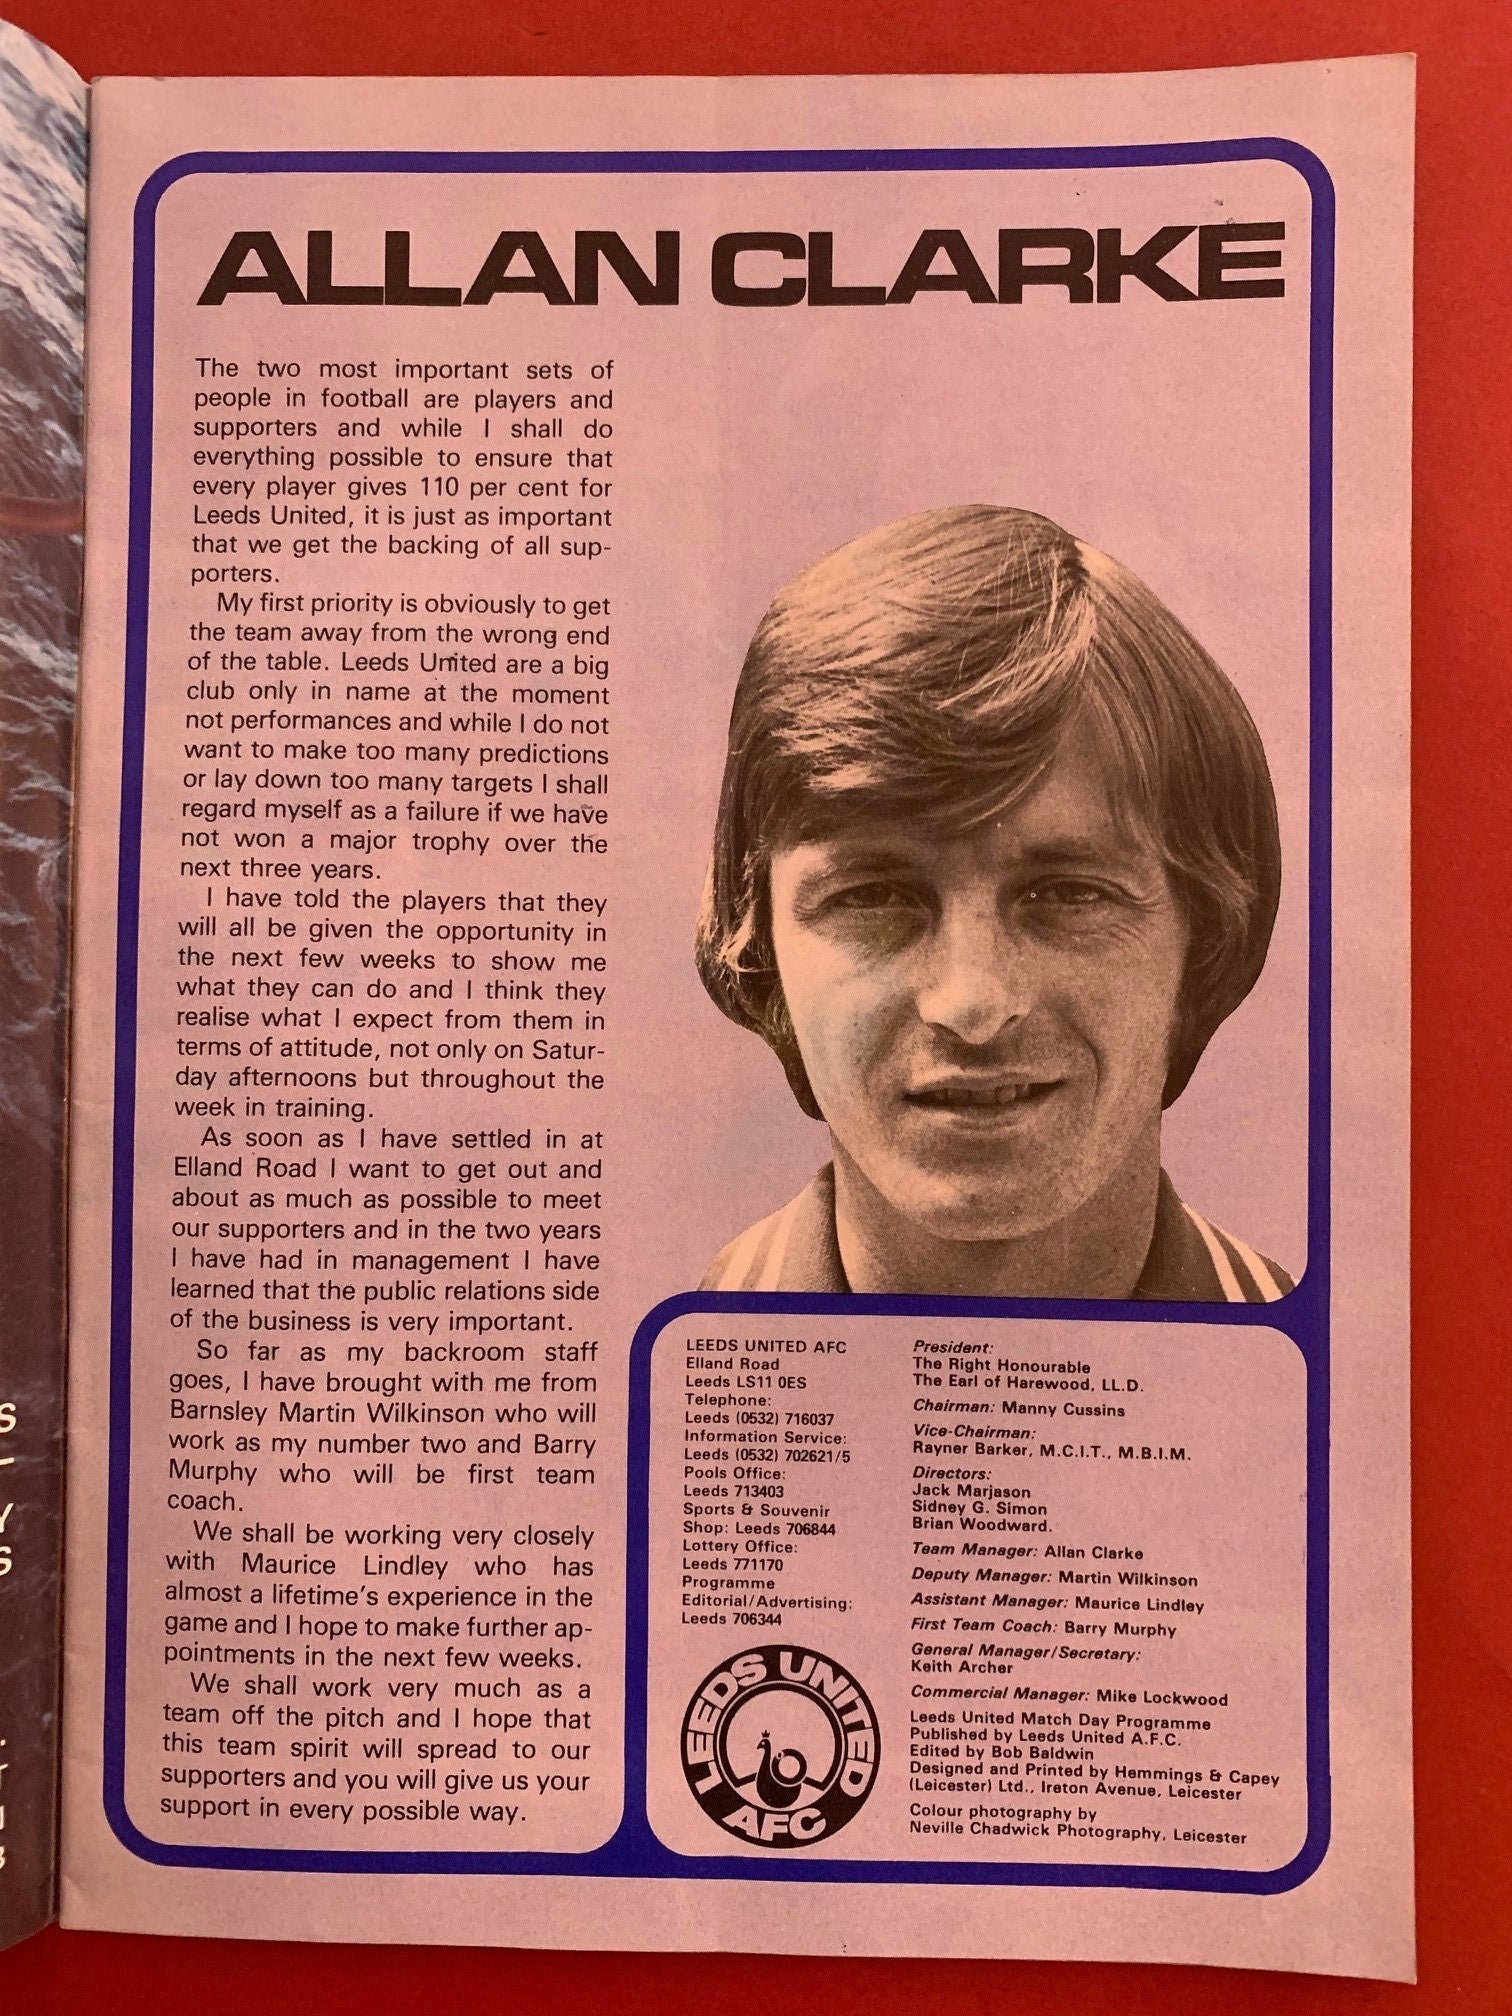 ALLAN CLARKE
The two most important sets of
people in football are players and
supporters and while I shall do
everything possible to ensure that
every player gives 110 per cent for
Leeds United, it is just as important
that we get the backing of all sup-
porters.
My first priority is obviously to get
the team away from the wrong end
of the table. Leeds United are a big
club only in name at the moment
not performances and while I do not
want to make too many predictions
or lay down too many targets I shall
regard myself as a failure if we have
not won a major trophy over the
next three years.
I have told the players that they
will all be given the opportunity in
the next few weeks to show me
what they can do and I think they
realise what I expect from them in
terms of attitude, not only on Satur-
day afternoons but throughout the
week in training.
As soon as I have settled in at
Elland Road I want to get out and
about as much as possible to meet
our supporters and in the two years
I have had in management I have
learned that the public relations side
of the business is very important.
So far as my backroom staff
goes, I have brought with me from
Barnsley Martin Wilkinson who will
work as my number two and Barry
Murphy who will be first team
coach.
We shall be working very closely
with Maurice Lindley who has
almost a lifetime's experience in the
game and I hope to make further ap-
pointments in the next few weeks.
We shall work very much as a
team off the pitch and I hope that
this team spirit will spread to our
supporters and you will give us your
support in every possible way.
LEEDS UNITED AFC
Elland Road
Leeds LS11 0ES
Telephone:
Leeds (0532) 716037
Information Service:
Leeds (0532) 702621/5
Pools Office:
Leeds 713403
Sports & Souvenir
Shop: Leeds 706844
Lottery Office:
Leeds 771170
Programme
Editorial/Advertising:
Leeds 706344
LEEDS UNITED
AFC
President:
The Right Honourable
The Earl of Harewood, LL.D.
Chairman: Manny Cussins
Vice-Chairman:
Rayner Barker, M.C.I.T., M.B.I.M.
Directors:
Jack Marjason
Sidney G. Simon
Brian Woodward.
Team Manager: Allan Clarke
Deputy Manager: Martin Wilkinson
Assistant Manager: Maurice Lindley
First Team Coach: Barry Murphy
General Manager/Secretary:
Keith Archer
Commercial Manager: Mike Lockwood
Leeds United Match Day Programme
Published by Leeds United A.F.C.
Edited by Bob Baldwin
Designed and Printed by Hemmings & Capey
(Leicester) Ltd., Ireton Avenue, Leicester
Colour photography by
Neville Chadwick Photography, Leicester